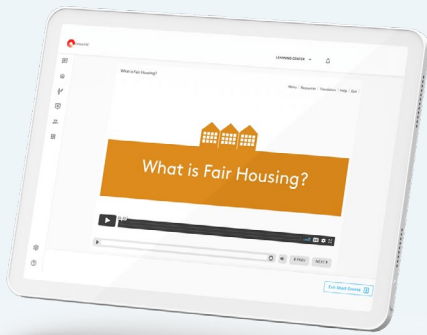 LEARNING CENTER
What is Fair Housing?
Menu Resources Translations Help Exit
What is Fair Housing?
PREV NEXT
Exit Short Course